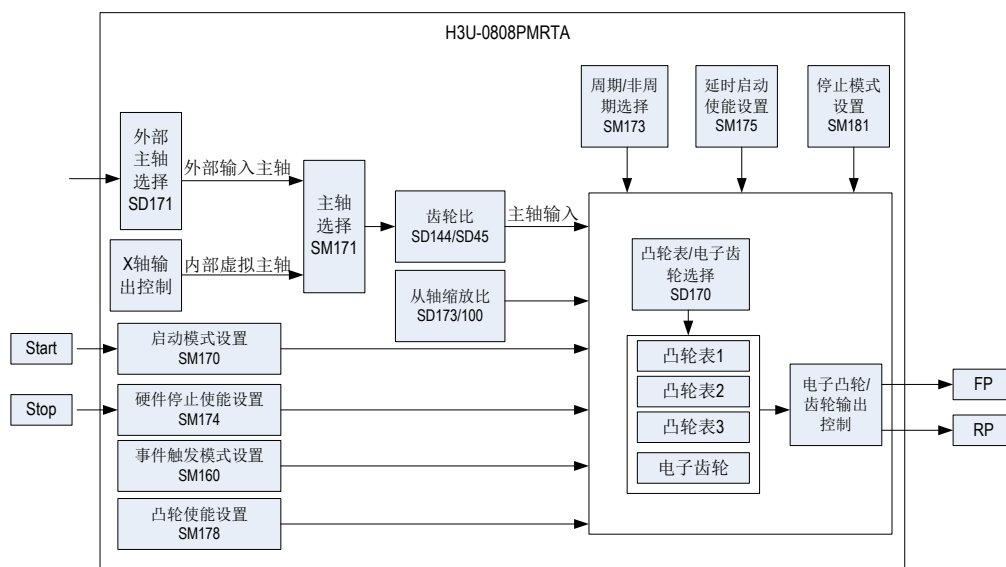 H3U-0808PMRTA
周期/非周
期选择
SM173
延时启动
使能设置
SM175
停止模式
设置
SM181
外部
主轴
选择
SD171
外部输入主轴
主轴
选择
SM171
齿轮比
SD144/SD45
主轴输入
X轴输
出控制
内部虚拟主轴
从轴缩放比
SD173/100
凸轮表/电子齿
轮选择
SD170
Start
启动模式设置
SM170
Stop
硬件停止使能设置
SM174
事件触发模式设置
SM160
凸轮使能设置
SM178
凸轮表1
凸轮表2
凸轮表3
电子齿轮
电子凸轮/
齿轮输出
控制
FP
RP